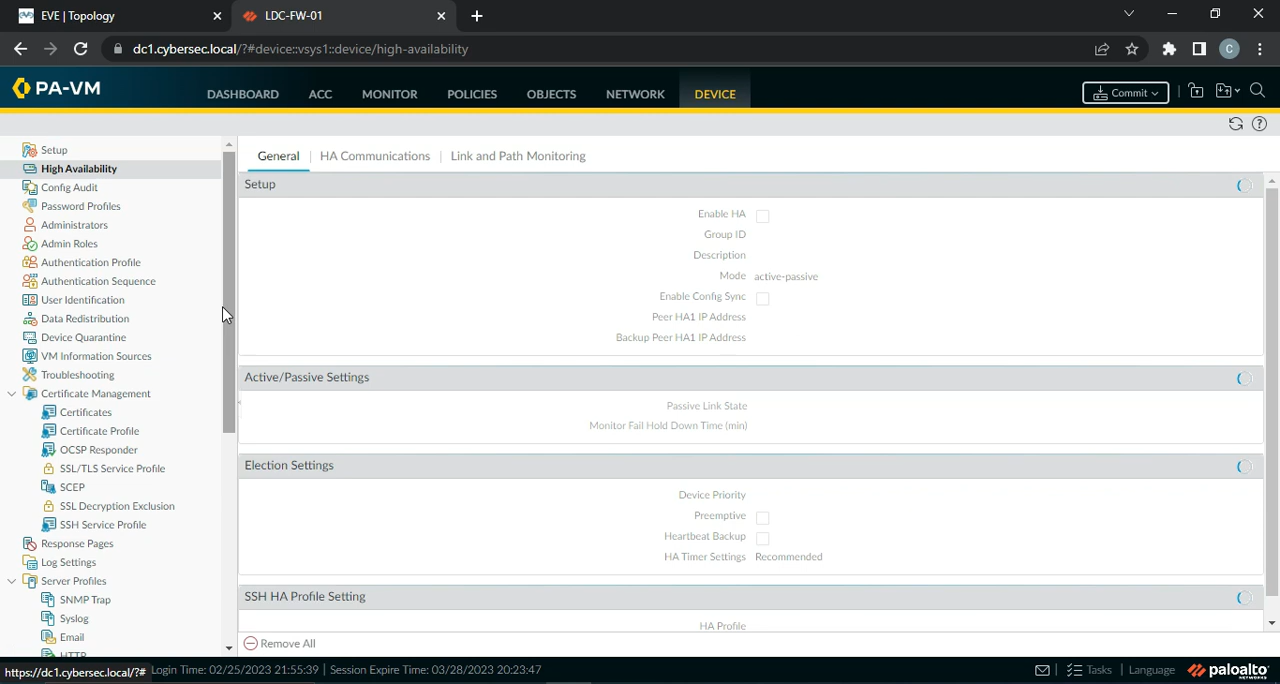 EVE | Topology
LDC-FW-01
dc1.cybersec.local/?#device::vsys1::device/high-availability
C
PA-VM
DASHBOARD
ACC
MONITOR
POLICIES
OBJECTS
NETWORK
DEVICE
Commit
Setup
High Availability
Config Audit
Password Profiles
Administrators
Admin Roles
Authentication Profile
Authentication Sequence
User Identification
Data Redistribution
Device Quarantine
VM Information Sources
Troubleshooting
Certificate Management
Certificates
Certificate Profile
OCSP Responder
SSL/TLS Service Profile
SCEP
SSL Decryption Exclusion
SSH Service Profile
Response Pages
Log Settings
Server Profiles
SNMP Trap
Syslog
Email
HTTP
General
HA Communications
Link and Path Monitoring
Setup
Enable HA
Group ID
Description
Mode active-passive
Enable Config Sync
Peer HA1 IP Address
Backup Peer HA1 IP Address
Active/Passive Settings
Passive Link State
Monitor Fail Hold Down Time (min)
Election Settings
Device Priority
Preemptive
Heartbeat Backup
HA Timer Settings Recommended
SSH HA Profile Setting
HA Profile
Remove All
https://dc1.cybersec.local/?#
Login Time: 02/25/2023 21:55:39 | Session Expire Time: 03/28/2023 20:23:47
Tasks
Language
paloalto
NETWORKS